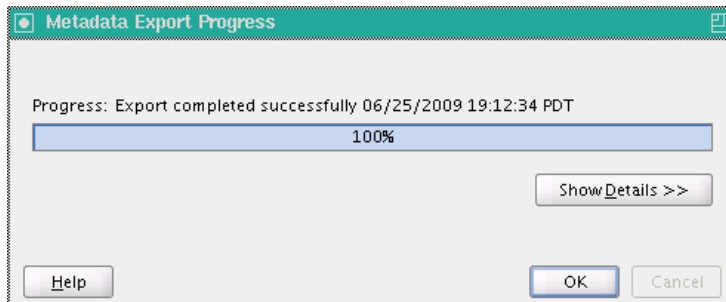 Metadata Export Progress
Progress: Export completed successfully 06/25/2009 19:12:34 PDT
100%
Show Details >>
Help
OK
Cancel